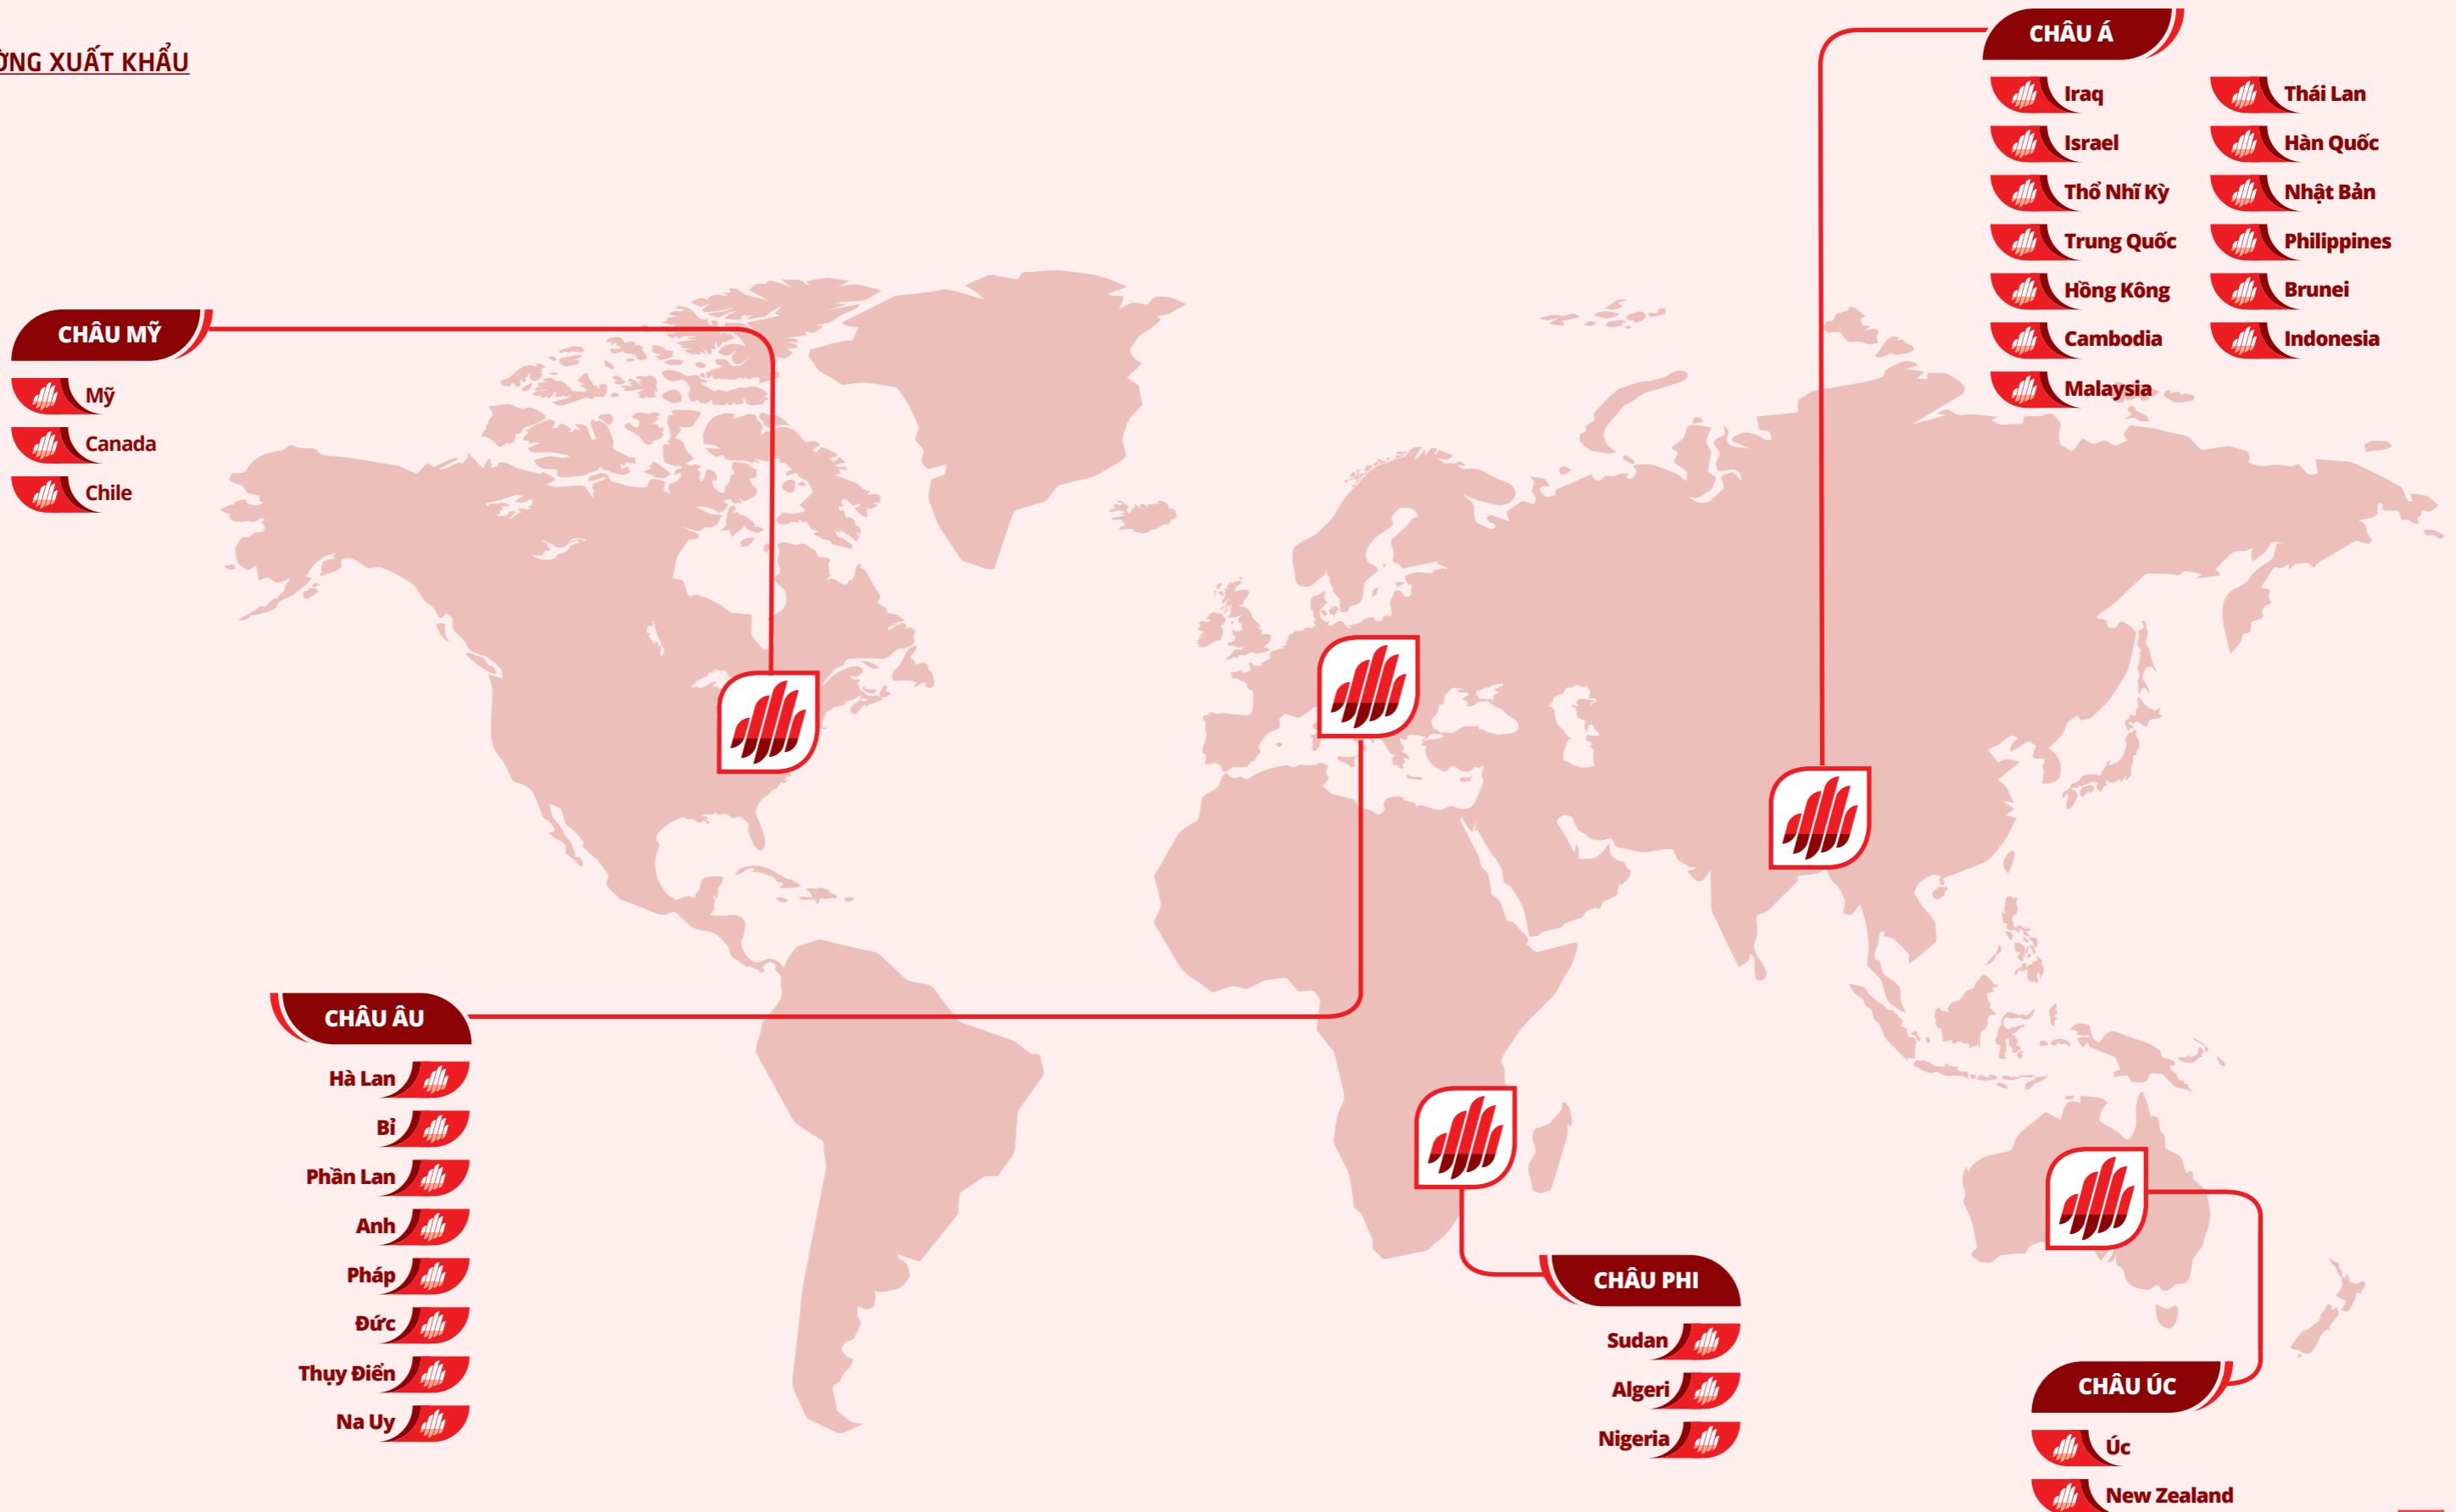 ỜNG XUẤT KHẨU
CHÂU Á
Iraq
Israel
Thổ Nhĩ Kỳ
Trung Quốc
Hồng Kông
Cambodia
Malaysia
Thái Lan
Hàn Quốc
Nhật Bản
Philippines
Brunei
Indonesia
CHÂU MỸ
Mỹ
Canada
Chile
CHÂU ÂU
Hà Lan
Bỉ
Phần Lan
Anh
Pháp
Đức
Thụy Điển
Na Uy
CHÂU PHI
Sudan
Algeri
Nigeria
CHÂU ÚC
Úc
New Zealand